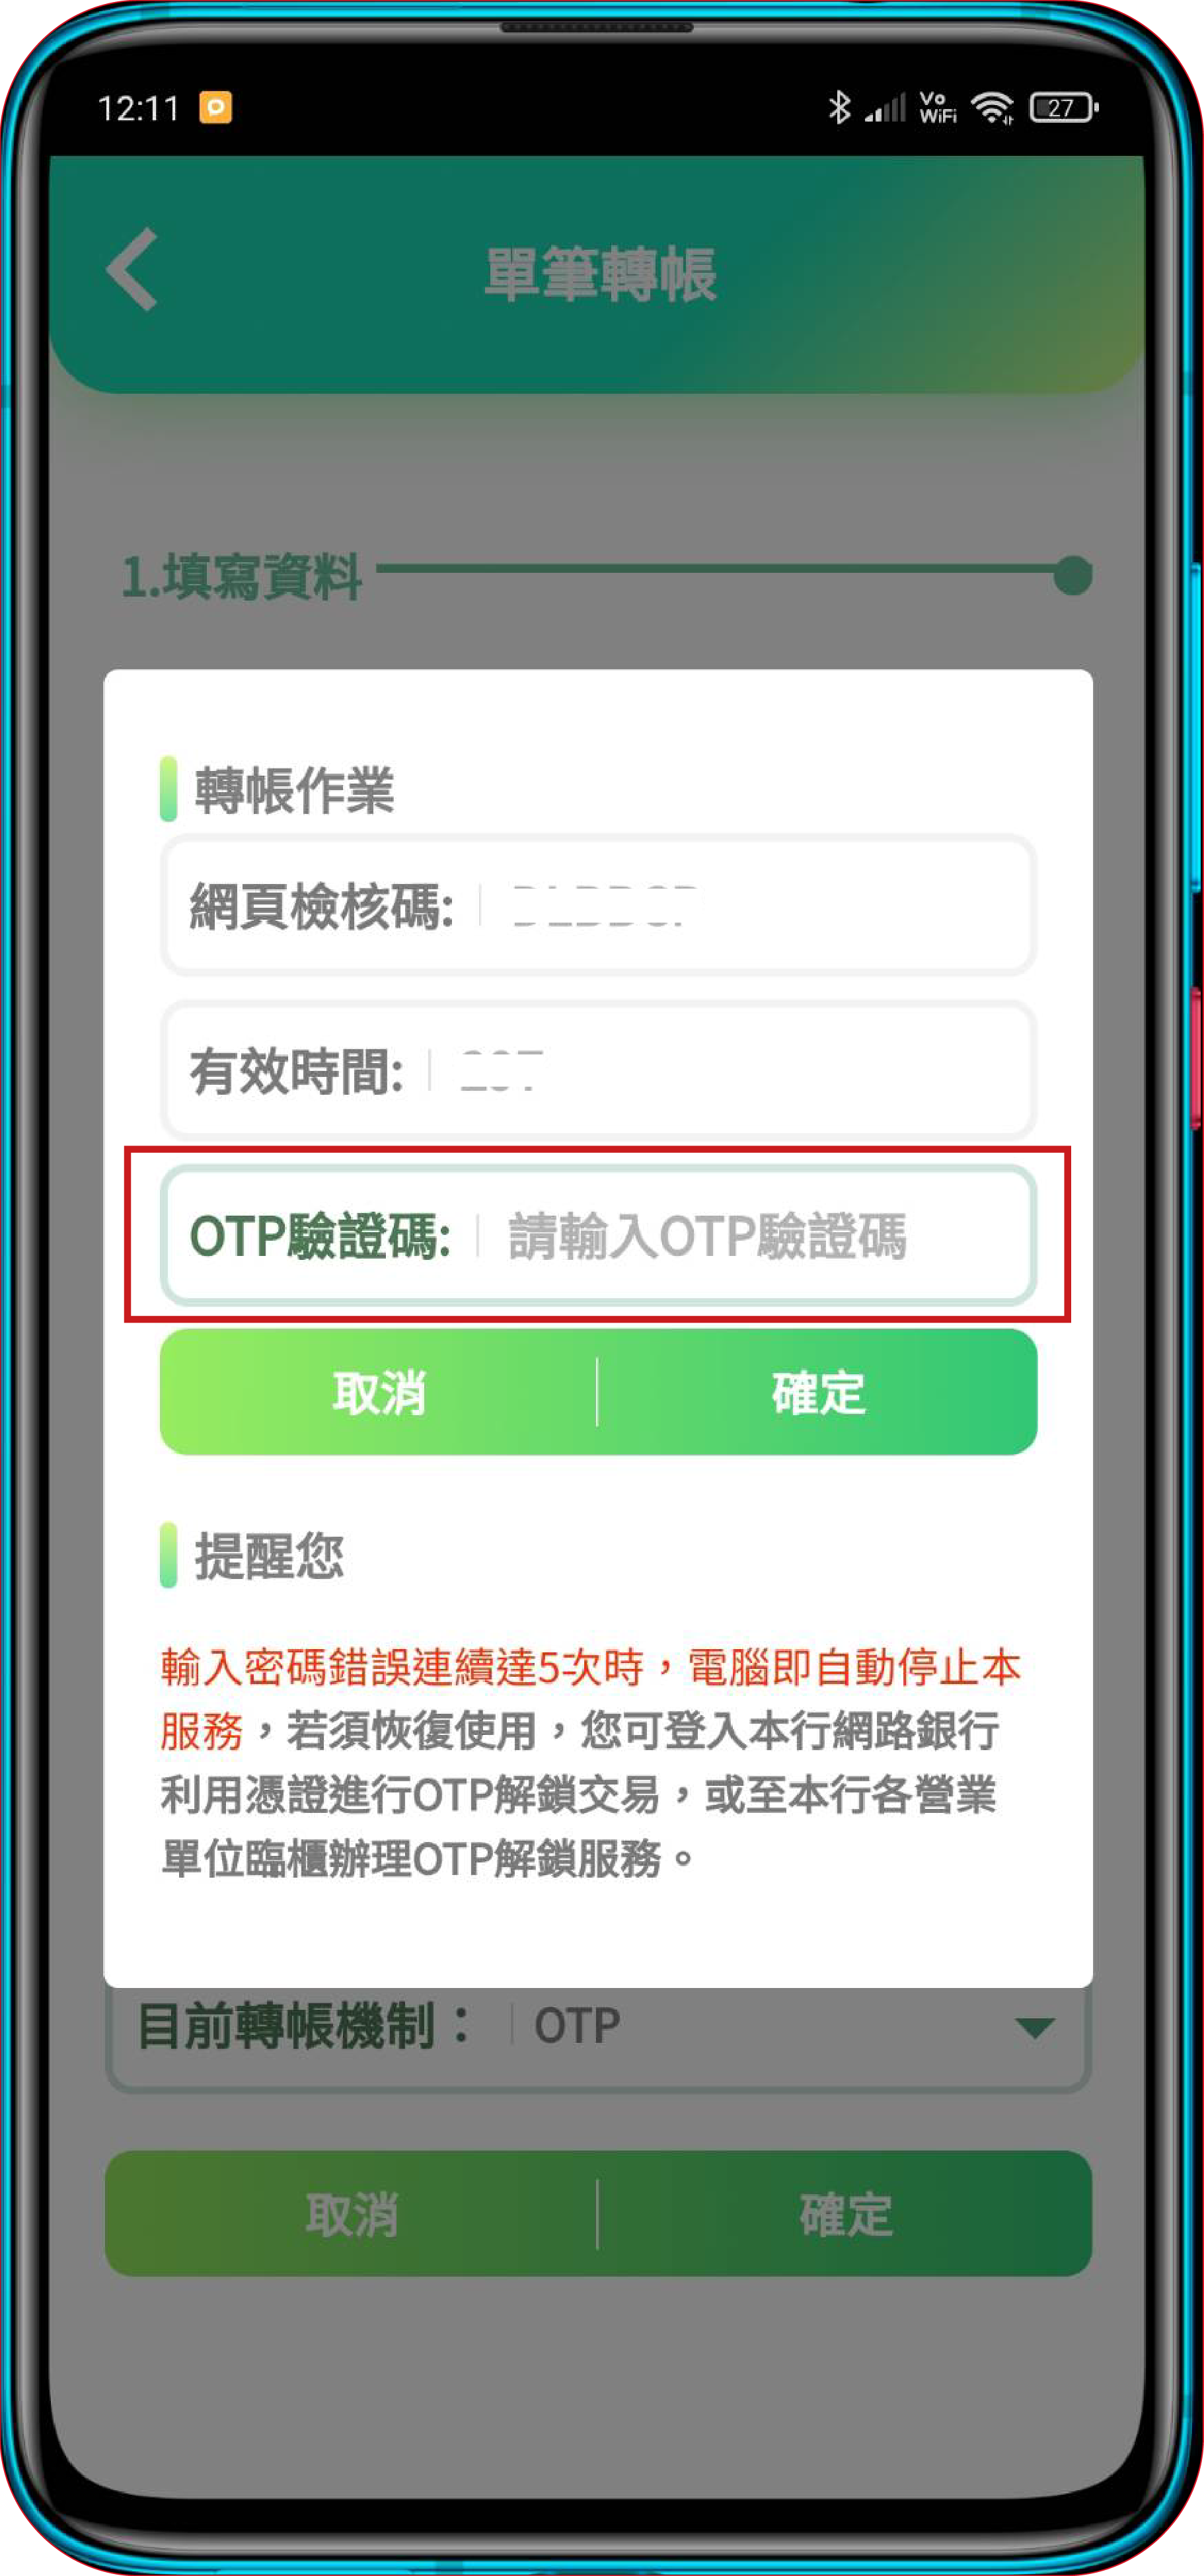 12:11
Vo
WiFi
27
單筆轉帳
1.填寫資料
轉帳作業
網頁檢核碼:
有效時間:
OTP驗證碼: 請輸入OTP驗證碼
取消 確定
提醒您
輸入密碼錯誤連續達5次時，電腦即自動停止本
服務，若須恢復使用，您可登入本行網路銀行
利用憑證進行OTP解鎖交易，或至本行各營業
單位臨櫃辦理OTP解鎖服務。
目前轉帳機制： OTP
取消 確定